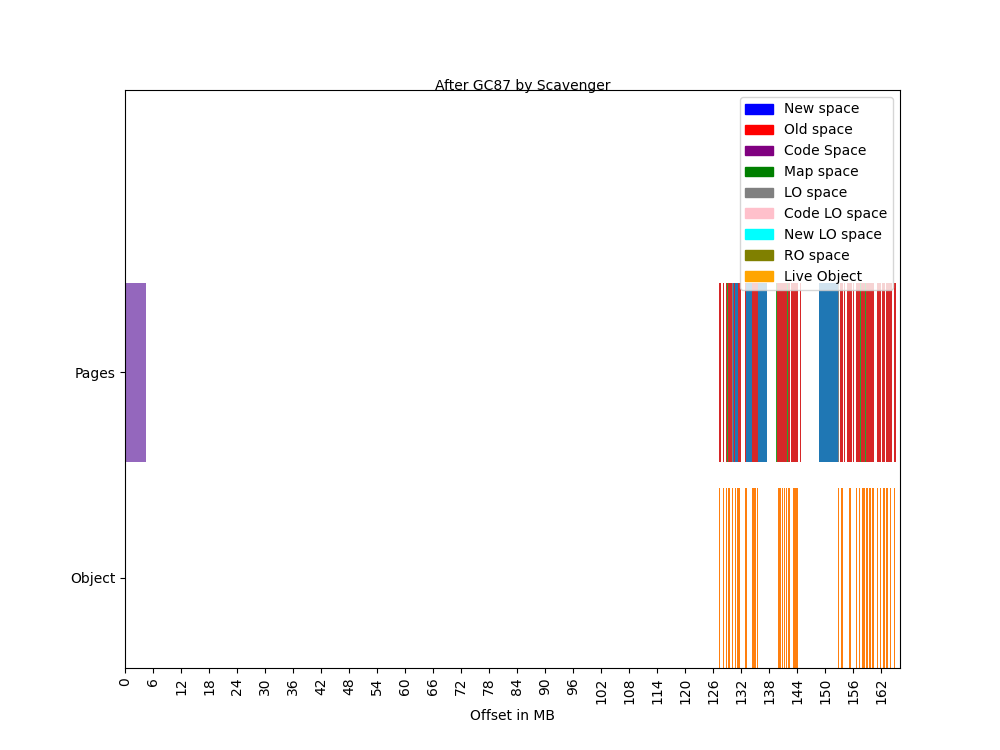 After GC87 by Scavenger
New space
Old space
Code Space
Map space
LO space
Code LO space
New LO space
RO space
Live Object
Pages
Object
0 6 12 18 24 30 36 42 48 54 60 66 72 78 84 90 96 102 108 114 120 126 132 138 144 150 156 162
Offset in MB